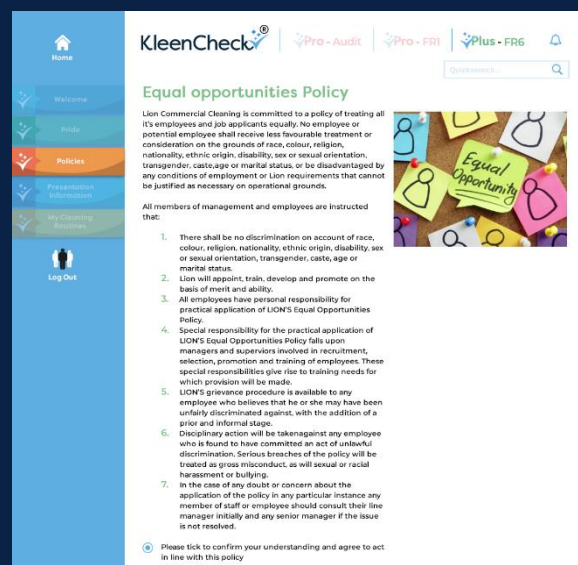 Home
KleenCheck®
Pro - Audit
Pro - FR1
Plus - FR6
Quicksearch...
Welcome
Pride
Policies
Presentation
Information
My Cleaning
Routines
Log Out
Equal opportunities Policy
Lion Commercial Cleaning is committed to a policy of treating all
it's employees and job applicants equally. No employee or
potential employee shall receive less favourable treatment or
consideration on the grounds of race, colour, religion,
nationality, ethnic origin, disability, sex or sexual orientation,
transgender, caste,age or marital status, or be disadvantaged by
any conditions of employment or Lion requirements that cannot
be justified as necessary on operational grounds.
All members of management and employees are instructed
that:
1. There shall be no discrimination on account of race,
colour, religion, nationality, ethnic origin, disability, sex
or sexual orientation, transgender, caste, age or
marital status.
2. Lion will appoint, train, develop and promote on the
basis of merit and ability.
3. All employees have personal responsibility for
practical application of LION'S Equal Opportunities
Policy.
4. Special responsibility for the practical application of
LION'S Equal Opportunities Policy falls upon
managers and superviors involved in recruitment,
selection, promotion and training of employees. These
special responsibilities give rise to training needs for
which provision will be made.
5. LION'S grievance procedure is available to any
employee who believes that he or she may have been
unfairly discriminated against, with the addition of a
prior and informal stage.
6. Disciplinary action will be takenagainst any employee
who is found to have committed an act of unlawful
discrimination. Serious breaches of the policy will be
treated as gross misconduct, as will sexual or racial
harassment or bullying.
7. In the case of any doubt or concern about the
application of the policy in any particular instance any
member of staff or employee should consult their line
manager initially and any senior manager if the issue
is not resolved.
Please tick to confirm your understanding and agree to act
in line with this policy
Equal
Opportunity